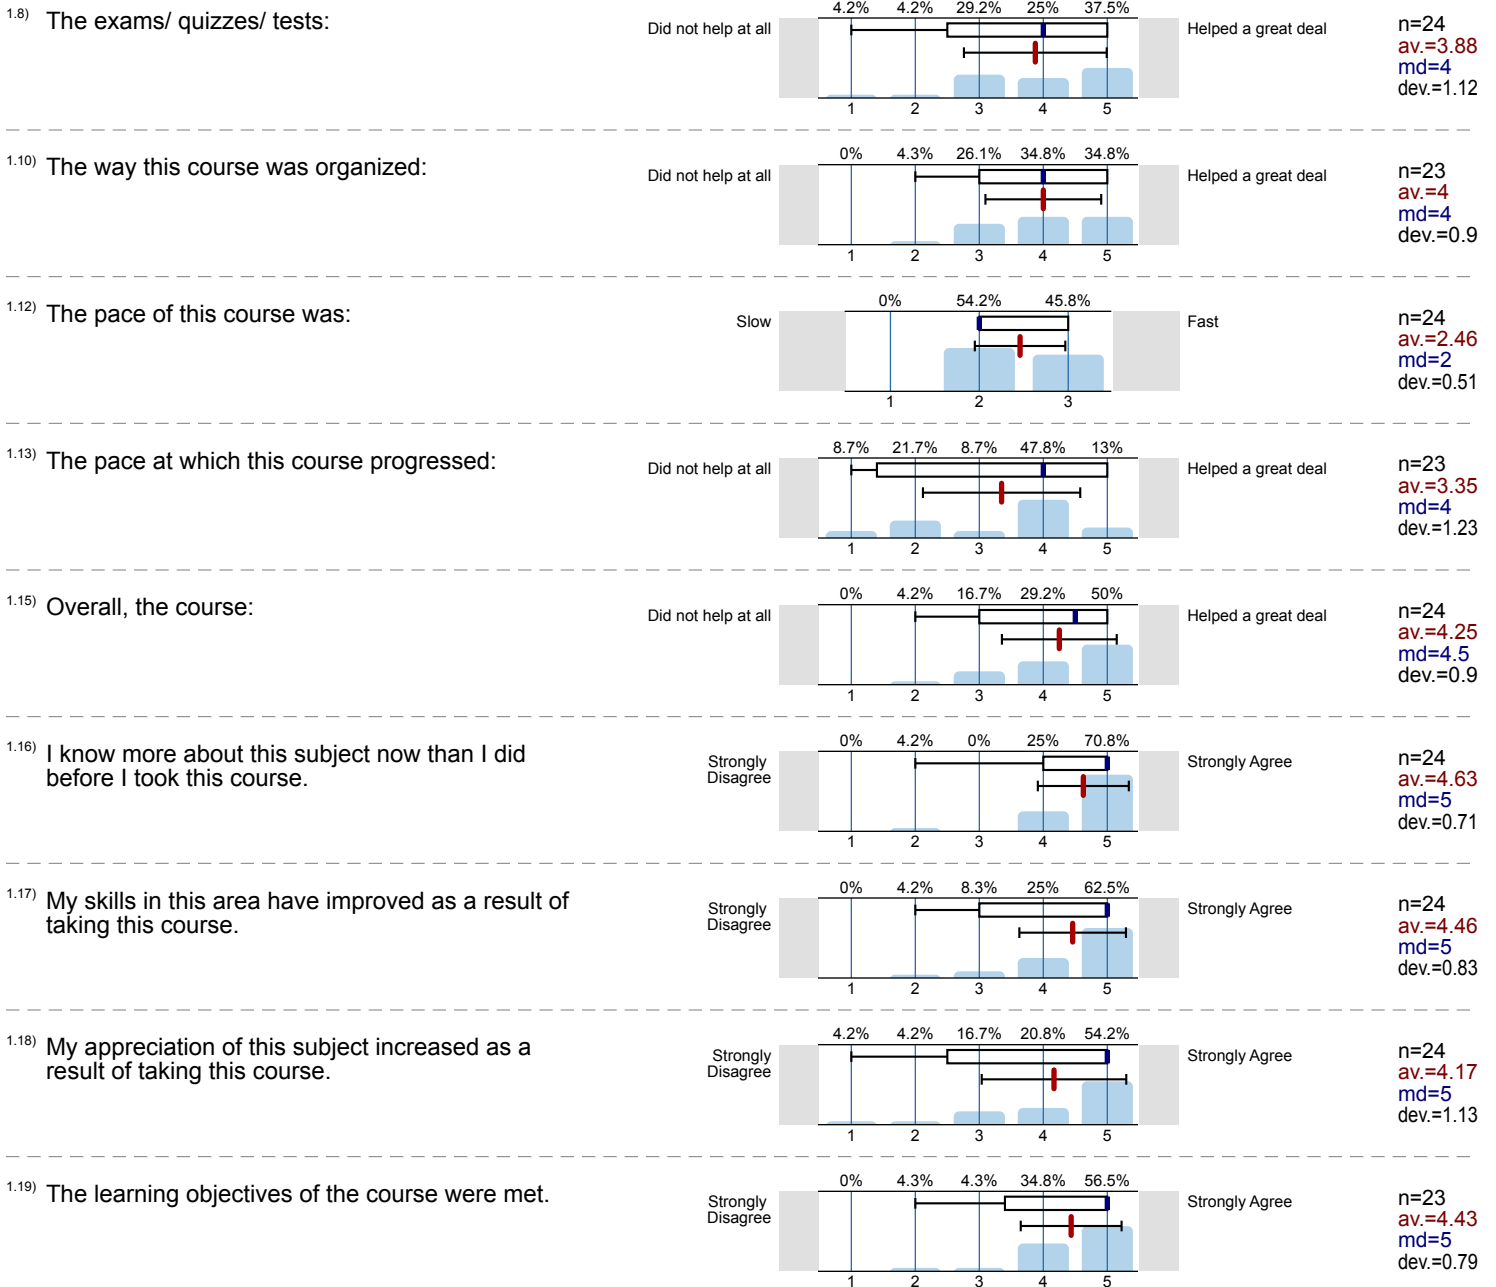 4.2% 4.2% 29.2% 25% 37.5%
1.8) The exams/ quizzes/ tests:
Did not help at all
Helped a great deal
n=24
av.=3.88
md=4
dev.=1.12
1 2 3 4 5
0% 4.3% 26.1% 34.8% 34.8%
1.10) The way this course was organized:
Did not help at all
Helped a great deal
n=23
av.=4
md=4
dev.=0.9
1 2 3 4 5
0% 54.2% 45.8%
1.12) The pace of this course was:
Slow
Fast
n=24
av.=2.46
md=2
dev.=0.51
1 2 3
8.7% 21.7% 8.7% 47.8% 13%
1.13) The pace at which this course progressed:
Did not help at all
Helped a great deal
n=23
av.=3.35
md=4
dev.=1.23
1 2 3 4 5
0% 4.2% 16.7% 29.2% 50%
1.15) Overall, the course:
Did not help at all
Helped a great deal
n=24
av.=4.25
md=4.5
dev.=0.9
1 2 3 4 5
0% 4.2% 0% 25% 70.8%
1.16) I know more about this subject now than I did
before I took this course.
Strongly
Disagree
Strongly Agree
n=24
av.=4.63
md=5
dev.=0.71
1 2 3 4 5
0% 4.2% 8.3% 25% 62.5%
1.17) My skills in this area have improved as a result of
taking this course.
Strongly
Disagree
Strongly Agree
n=24
av.=4.46
md=5
dev.=0.83
1 2 3 4 5
4.2% 4.2% 16.7% 20.8% 54.2%
1.18) My appreciation of this subject increased as a
result of taking this course.
Strongly
Disagree
Strongly Agree
n=24
av.=4.17
md=5
dev.=1.13
1 2 3 4 5
0% 4.3% 4.3% 34.8% 56.5%
1.19) The learning objectives of the course were met.
Strongly
Disagree
Strongly Agree
n=23
av.=4.43
md=5
dev.=0.79
1 2 3 4 5